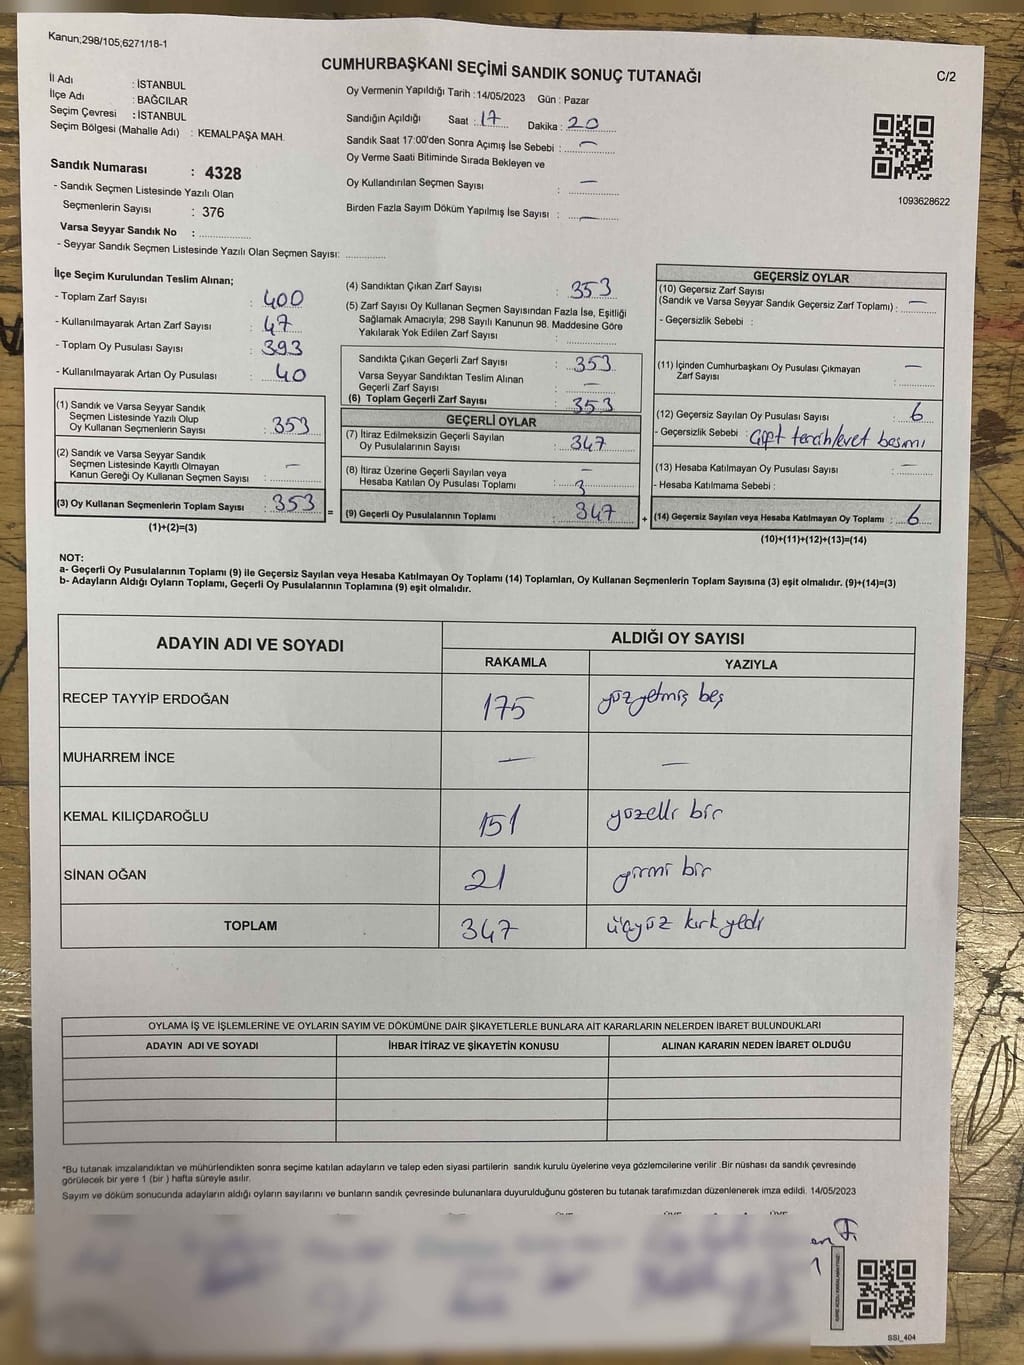 Kanun;298/105;6271/18-1
CUMHURBAŞKANI SEÇİMİ SANDIK SONUÇ TUTANAĞI
C/2
İl Adı : İSTANBUL
İlçe Adı : BAĞCILAR
Seçim Çevresi : İSTANBUL
Seçim Bölgesi (Mahalle Adı) : KEMALPAŞA MAH.
Sandık Numarası : 4328
- Sandık Seçmen Listesinde Yazılı Olan
Seçmenlerin Sayısı : 376
Varsa Seyyar Sandık No :
- Seyyar Sandık Seçmen Listesinde Yazılı Olan Seçmen Sayısı:
Oy Vermenin Yapıldığı Tarih : 14/05/2023 Gün : Pazar
Sandığın Açıldığı Saat : 17 Dakika : 20
Sandık Saat 17:00'den Sonra Açımış İse Sebebi : —
Oy Verme Saati Bitiminde Sırada Bekleyen ve
Oy Kullandırılan Seçmen Sayısı : —
Birden Fazla Sayım Döküm Yapılmış İse Sayısı : —
1093628622
İlçe Seçim Kurulundan Teslim Alınan;
- Toplam Zarf Sayısı : 400
- Kullanılmayarak Artan Zarf Sayısı : 47
- Toplam Oy Pusulası Sayısı : 393
- Kullanılmayarak Artan Oy Pusulası : 40
(1) Sandık ve Varsa Seyyar Sandık
Seçmen Listesinde Yazılı Olup
Oy Kullanan Seçmenlerin Sayısı : 353
(2) Sandık ve Varsa Seyyar Sandık
Seçmen Listesinde Kayıtlı Olmayan
Kanun Gereği Oy Kullanan Seçmen Sayısı : —
(3) Oy Kullanan Seçmenlerin Toplam Sayısı : 353 =
(1)+(2)=(3)
(4) Sandıktan Çıkan Zarf Sayısı : 353
(5) Zarf Sayısı Oy Kullanan Seçmen Sayısından Fazla İse, Eşitliği
Sağlamak Amacıyla; 298 Sayılı Kanunun 98. Maddesine Göre
Yakılarak Yok Edilen Zarf Sayısı :
Sandıkta Çıkan Geçerli Zarf Sayısı : 353
Varsa Seyyar Sandıktan Teslim Alınan
Geçerli Zarf Sayısı : —
(6) Toplam Geçerli Zarf Sayısı : 353
GEÇERLİ OYLAR
(7) İtiraz Edilmeksizin Geçerli Sayılan
Oy Pusulalarının Sayısı : 347
(8) İtiraz Üzerine Geçerli Sayılan veya —
Hesaba Katılan Oy Pusulası Toplamı : 3
(9) Geçerli Oy Pusulalarının Toplamı : 347 +
GEÇERSİZ OYLAR
(10) Geçersiz Zarf Sayısı
(Sandık ve Varsa Seyyar Sandık Geçersiz Zarf Toplamı) : —
- Geçersizlik Sebebi :
(11) İçinden Cumhurbaşkanı Oy Pusulası Çıkmayan —
Zarf Sayısı :
(12) Geçersiz Sayılan Oy Pusulası Sayısı : 6
- Geçersizlik Sebebi : Çift tercih/evet basımı
(13) Hesaba Katılmayan Oy Pusulası Sayısı : —
- Hesaba Katılmama Sebebi :
(14) Geçersiz Sayılan veya Hesaba Katılmayan Oy Toplamı : 6
(10)+(11)+(12)+(13)=(14)
NOT:
a- Geçerli Oy Pusulalarının Toplamı (9) ile Geçersiz Sayılan veya Hesaba Katılmayan Oy Toplamı (14) Toplamları, Oy Kullanan Seçmenlerin Toplam Sayısına (3) eşit olmalıdır. (9)+(14)=(3)
b- Adayların Aldığı Oyların Toplamı, Geçerli Oy Pusulalarının Toplamına (9) eşit olmalıdır.
ADAYIN ADI VE SOYADI ALDIĞI OY SAYISI
RAKAMLA YAZIYLA
RECEP TAYYİP ERDOĞAN 175 yüzyetmiş beş
MUHARREM İNCE — —
KEMAL KILIÇDAROĞLU 151 yüzelli bir
SİNAN OĞAN 21 yirmi bir
TOPLAM 347 üçyüz kırk yedi
OYLAMA İŞ VE İŞLEMLERİNE VE OYLARIN SAYIM VE DÖKÜMÜNE DAİR ŞİKAYETLERLE BUNLARA AİT KARARLARIN NELERDEN İBARET BULUNDUKLARI
ADAYIN ADI VE SOYADI İHBAR İTİRAZ VE ŞİKAYETİN KONUSU ALINAN KARARIN NEDEN İBARET OLDUĞU
*Bu tutanak imzalandıktan ve mühürlendikten sonra seçime katılan adayların ve talep eden siyasi partilerin sandık kurulu üyelerine veya gözlemcilerine verilir .Bir nüshası da sandık çevresinde
görülecek bir yere 1 (bir ) hafta süreyle asılır.
Sayım ve döküm sonucunda adayların aldığı oyların sayılarını ve bunların sandık çevresinde bulunanlara duyurulduğunu gösteren bu tutanak tarafımızdan düzenlenerek imza edildi. 14/05/2023
SSI_404